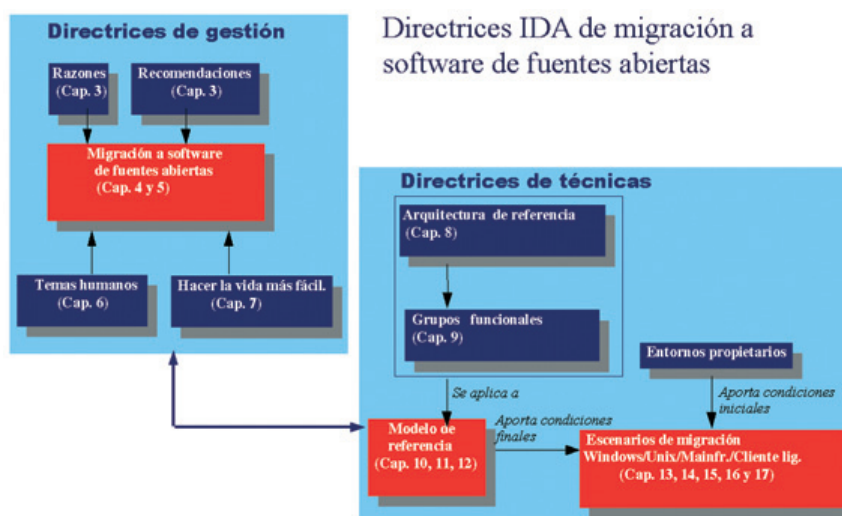 Directrices de gestión
Directrices IDA de migración a
software de fuentes abiertas
Razones
(Cap. 3)
Recomendaciones
(Cap. 3)
Migración a software
de fuentes abiertas
(Cap. 4 y 5)
Temas humanos
(Cap. 6)
Hacer la vida más fácil.
(Cap. 7)
Directrices de técnicas
Arquitectura de referencia
(Cap. 8)
Grupos funcionales
(Cap. 9)
Entornos propietarios
Se aplica a
Aporta condiciones
iniciales
Modelo de
referencia
(Cap. 10, 11, 12)
Aporta condiciones
finales
Escenarios de migración
Windows/Unix/Mainfr./Cliente lig.
(Cap. 13, 14, 15, 16 y 17)